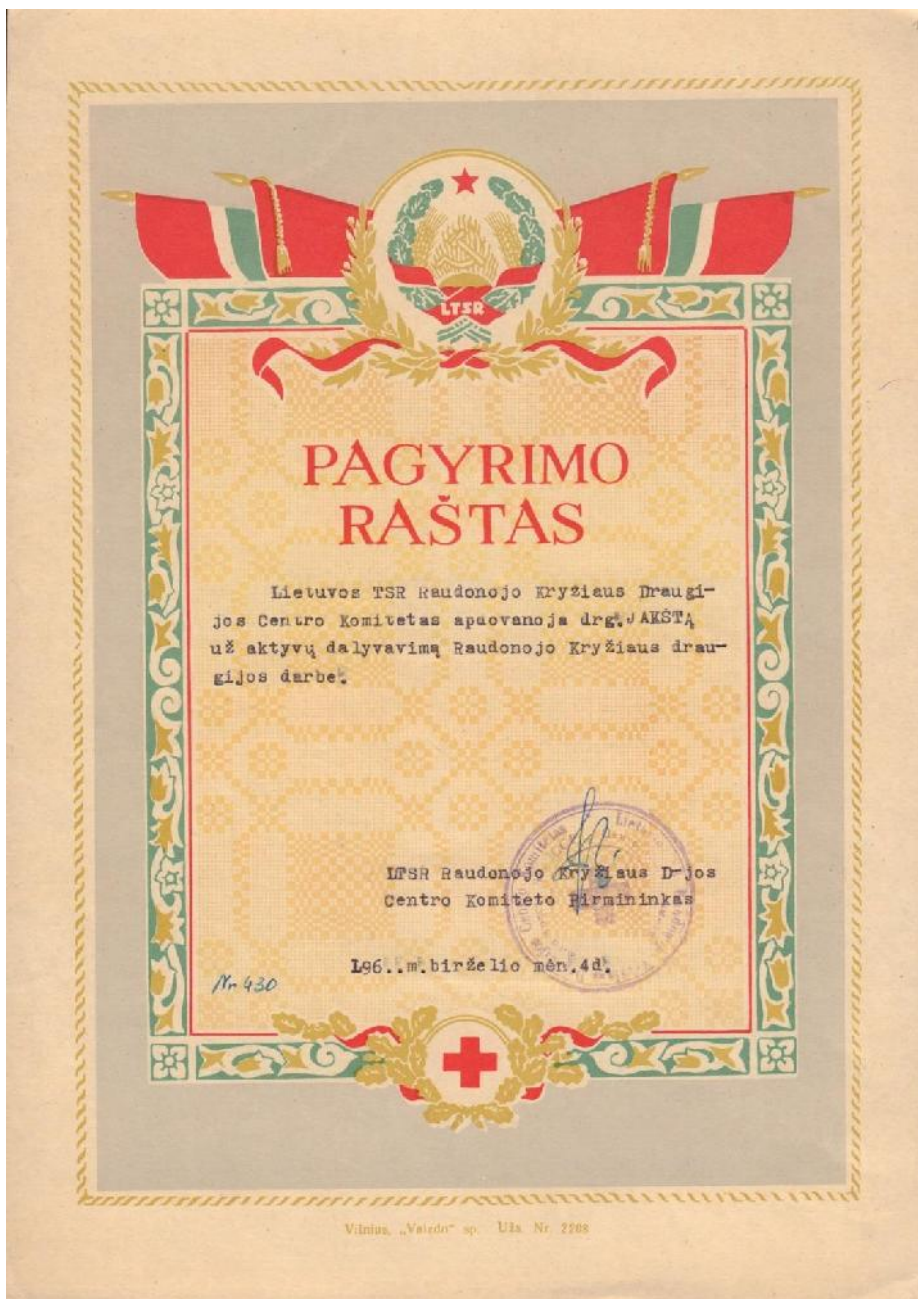 LTSR
PAGYRIMO
RAŠTAS
Lietuvos TSR Raudonojo Kryžiaus Draugi-
jos Centro Komitetas apdovanoja drg. JAKŠTĄ
už aktyvų dalyvavimą Raudonojo Kryžiaus drau-
gijos darbe.
LTSR Raudonojo Kryžiaus D-jos
Centro Komiteto Pirmininkas
196..m.birželio mėn.4d.
Nr 430
Vilnius, „Vaizdo“ sp. Užs. Nr. 2208